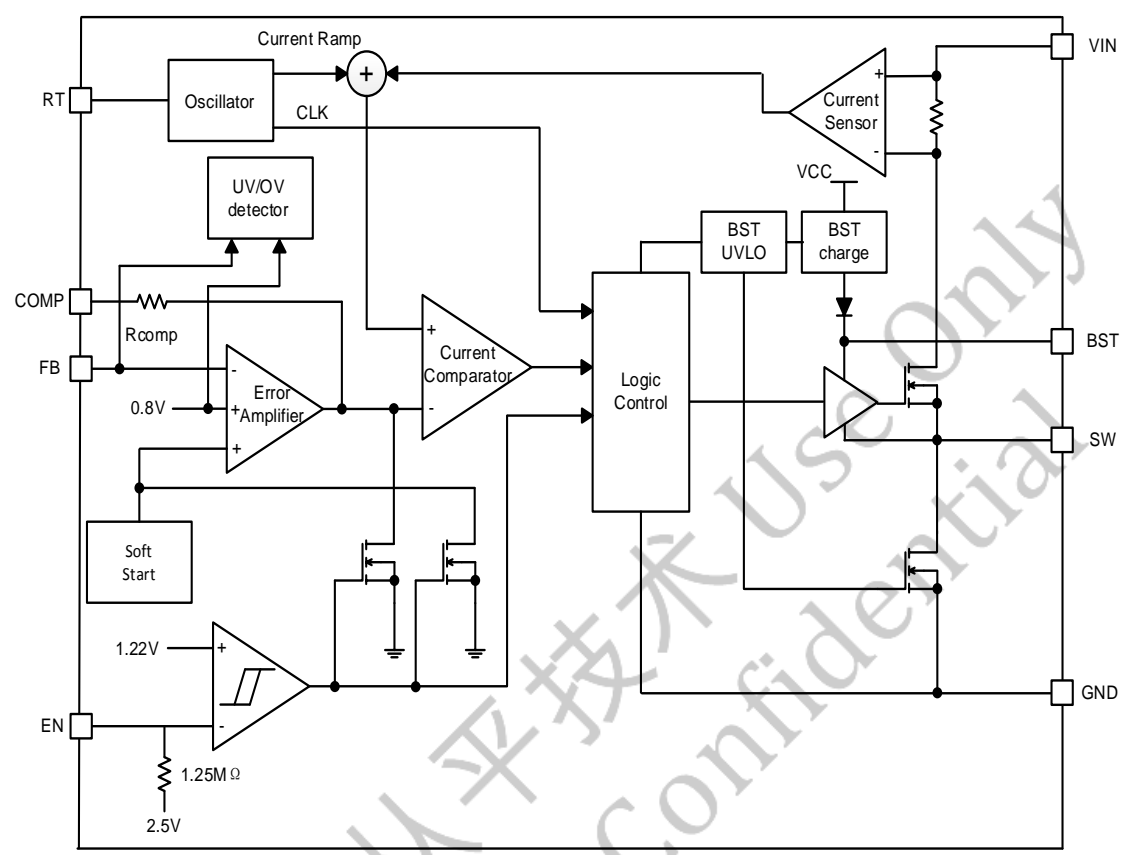 Current Ramp
VIN
RT
Oscillator
+
+
Current
Sensor
-
CLK
VCC
UV/OV
detector
BST
UVLO
BST
charge
COMP
Rcomp
+
Current
Comparator
-
BST
FB
-
Error
Amplifier
0.8V
+
+
Logic
Control
SW
Soft
Start
1.22V
+
EN
-
GND
1.25MΩ
2.5V
平技术 Use Only
Confidential